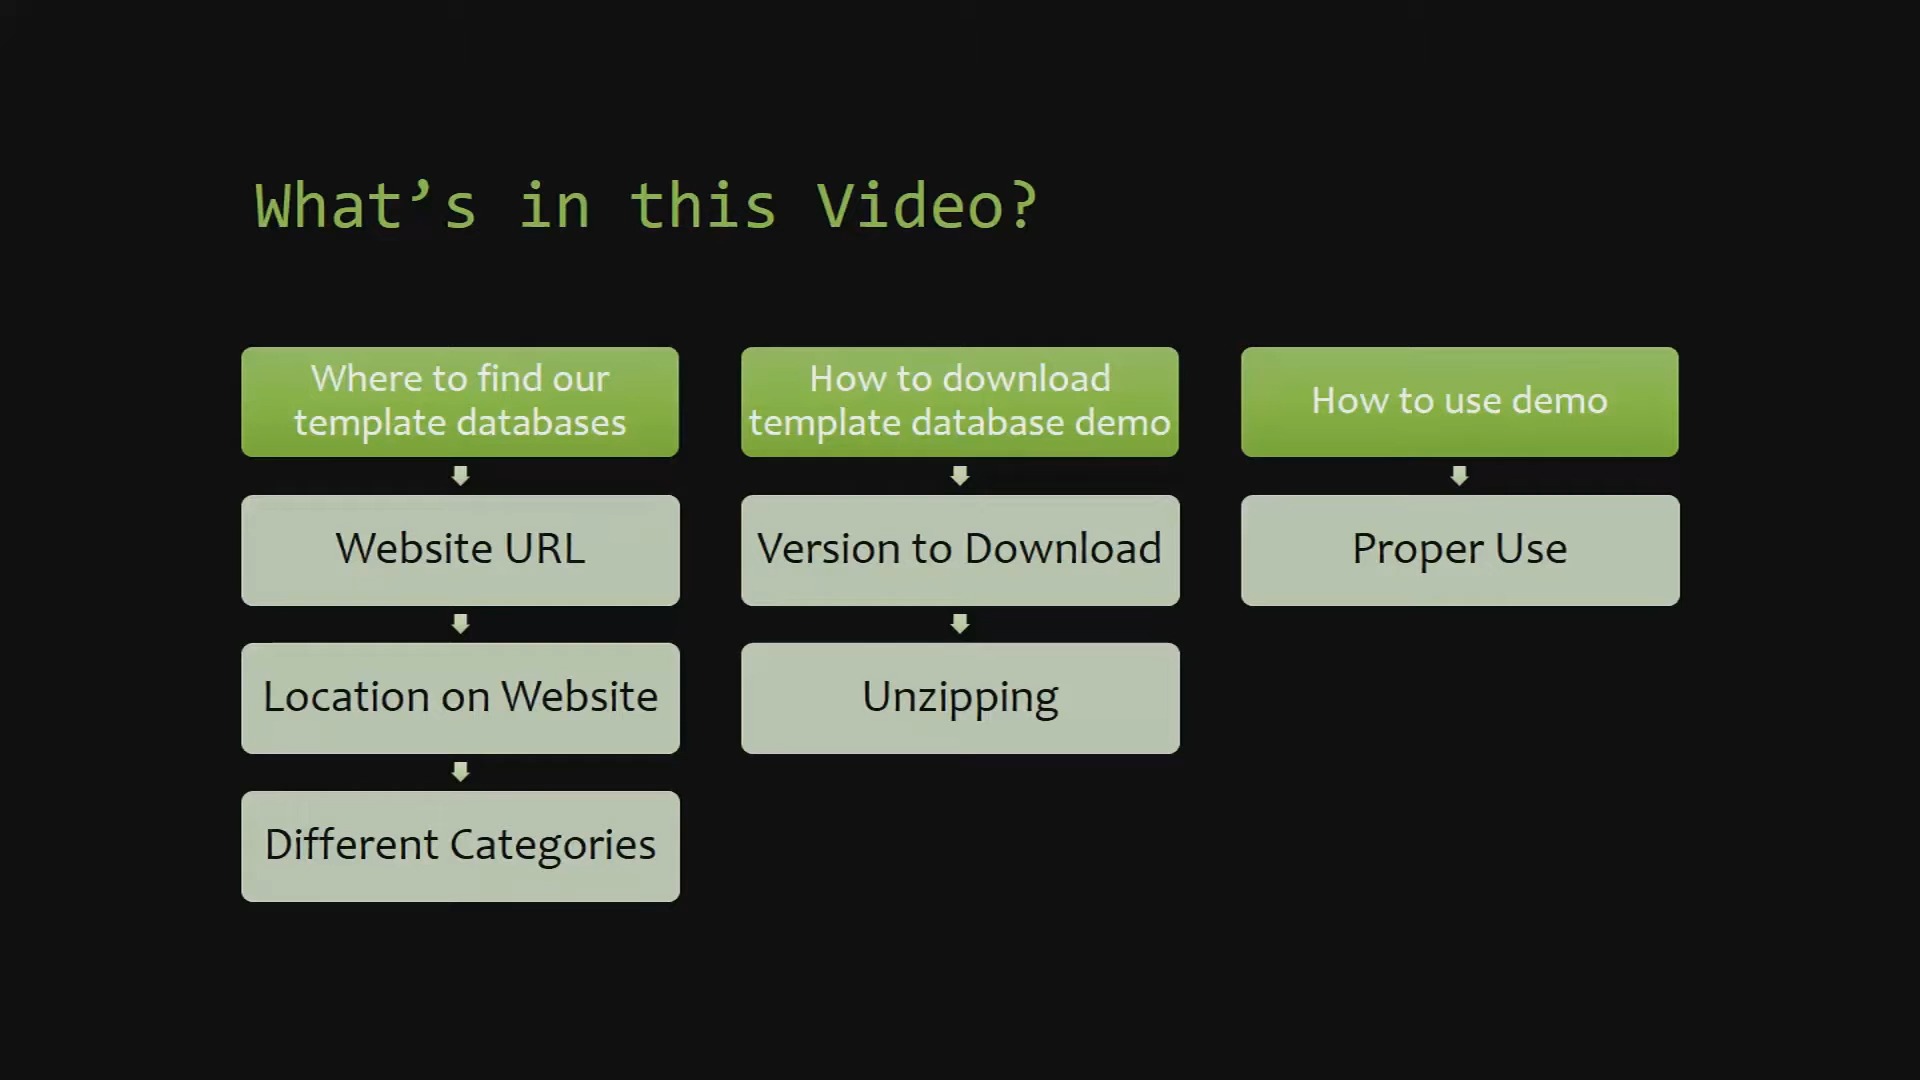 What’s in this Video?
Where to find our
template databases
Website URL
Location on Website
Different Categories
How to download
template database demo
Version to Download
Unzipping
How to use demo
Proper Use